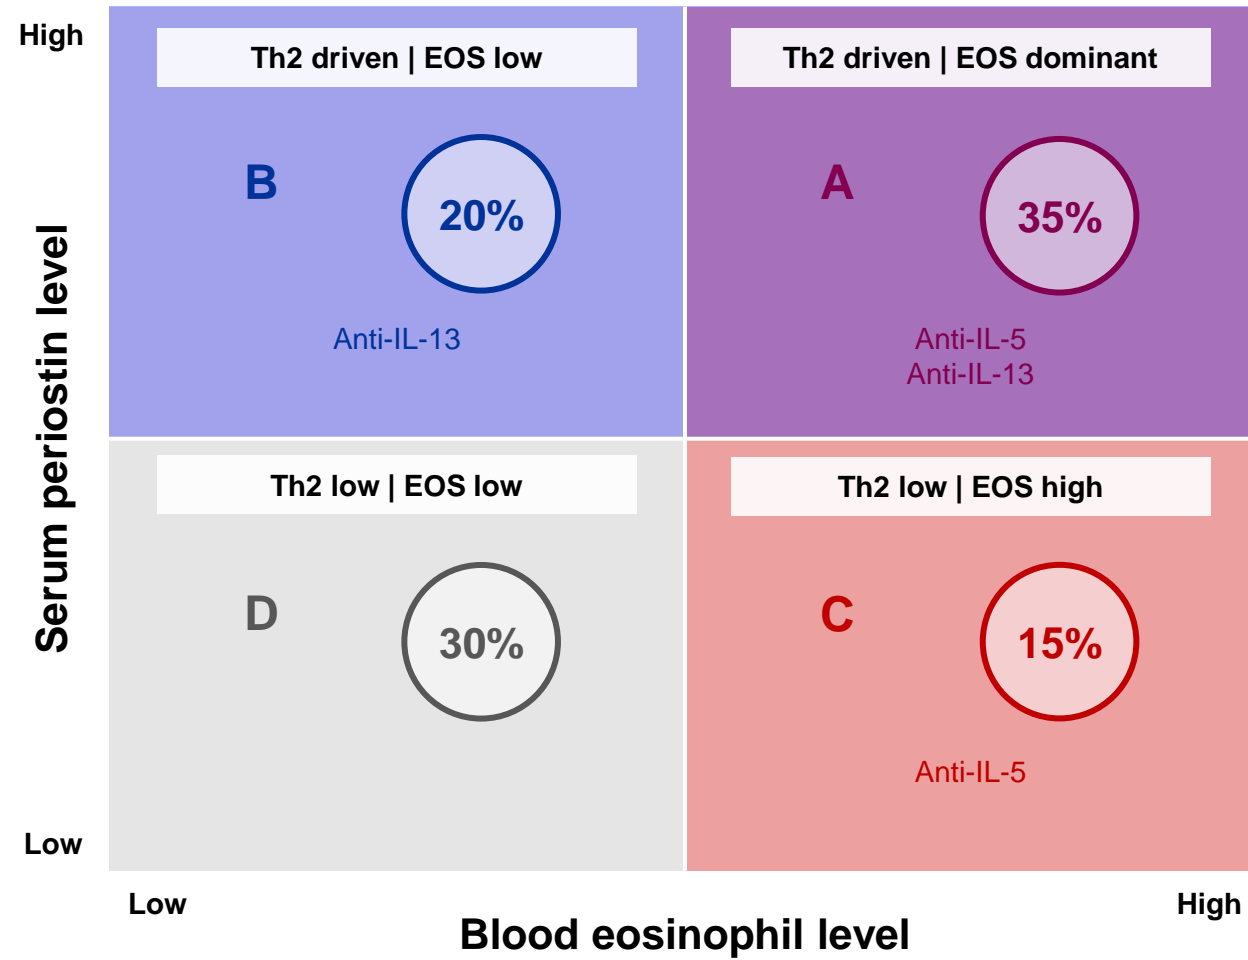 High
Th2 driven | EOS low
Th2 driven | EOS dominant
B
20%
A
35%
Anti-IL-13
Anti-IL-5
Anti-IL-13
Serum periostin level
Th2 low | EOS low
Th2 low | EOS high
D
30%
C
15%
Anti-IL-5
Low
Low
High
Blood eosinophil level